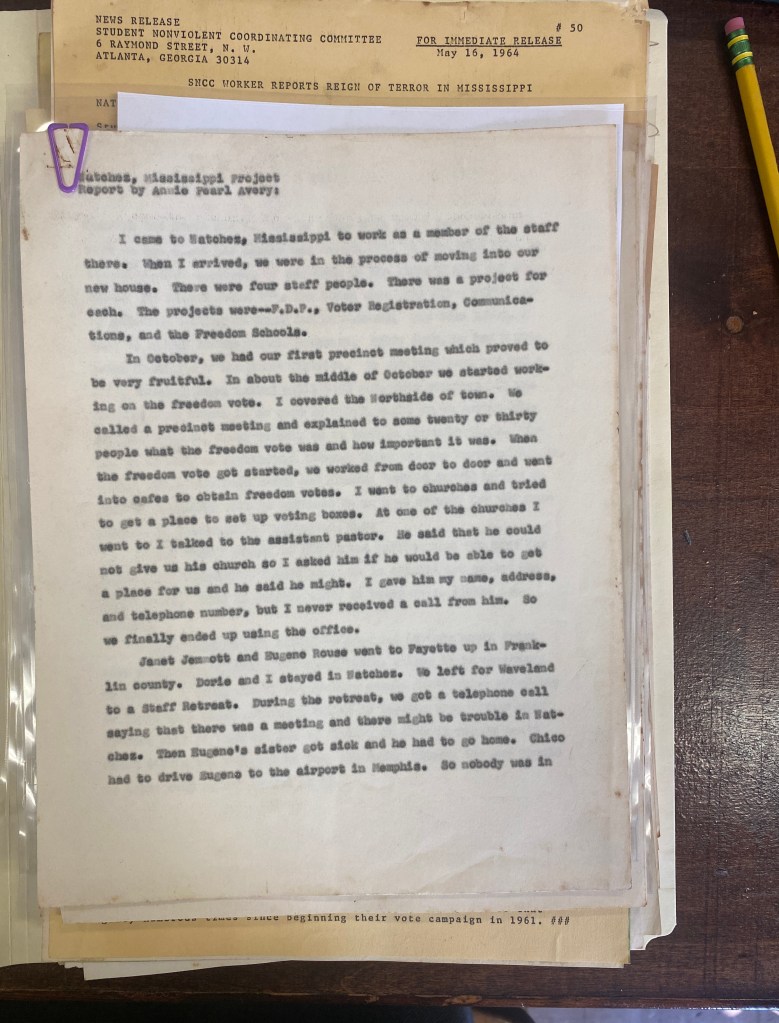 NEWS RELEASE
STUDENT NONVIOLENT COORDINATING COMMITTEE
6 RAYMOND STREET, N. W.
ATLANTA, GEORGIA 30314
# 50
FOR IMMEDIATE RELEASE
May 16, 1964
SNCC WORKER REPORTS REIGN OF TERROR IN MISSISSIPPI
NAT
Natchez, Mississippi Project
Report by Annie Pearl Avery:
I came to Natchez, Mississippi to work as a member of the staff
there. When I arrived, we were in the process of moving into our
new house. There were four staff people. There was a project for
each. The projects were--F.D.P., Voter Registration, Communica-
tions, and the Freedom Schools.
In October, we had our first precinct meeting which proved to
be very fruitful. In about the middle of October we started work-
ing on the freedom vote. I covered the Northside of town. We
called a precinct meeting and explained to some twenty or thirty
people what the freedom vote was and how important it was. When
the freedom vote got started, we worked from door to door and went
into cafes to obtain freedom votes. I went to churches and tried
to get a place to set up voting boxes. At one of the churches I
went to I talked to the assistant pastor. He said that he could
not give us his church so I asked him if he would be able to get
a place for us and he said he might. I gave him my name, address,
and telephone number, but I never received a call from him. So
we finally ended up using the office.
Janet Jemmott and Eugene Rouse went to Fayette up in Frank-
lin county. Dorie and I stayed in Natchez. We left for Waveland
to a Staff Retreat. During the retreat, we got a telephone call
saying that there was a meeting and there might be trouble in Nat-
chez. Then Eugene's sister got sick and he had to go home. Chico
had to drive Eugene to the airport in Memphis. So nobody was in
times since beginning their vote campaign in 1961. ###